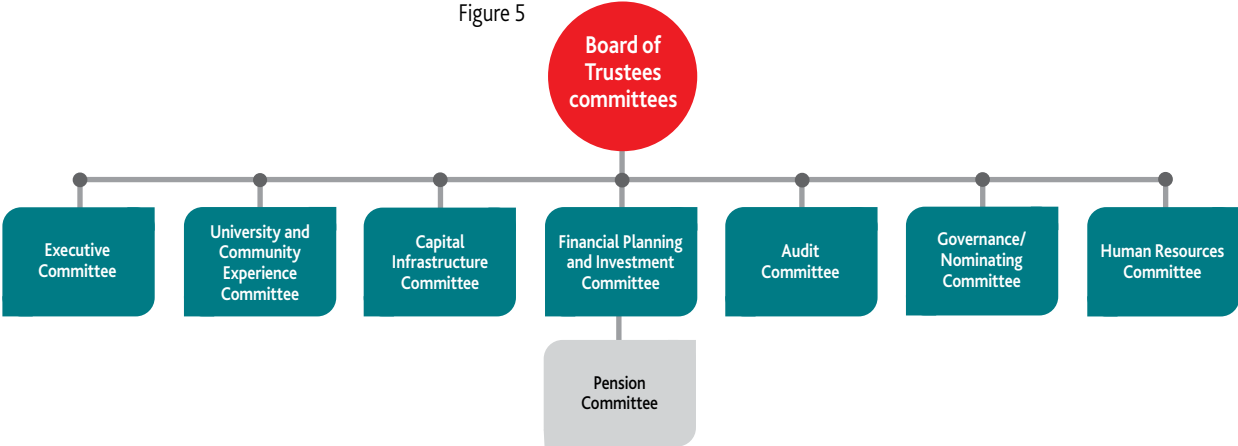 Figure 5
Board of
Trustees
committees
Executive
Committee
University and
Community
Experience
Committee
Capital
Infrastructure
Committee
Financial Planning
and Investment
Committee
Audit
Committee
Governance/
Nominating
Committee
Human Resources
Committee
Pension
Committee